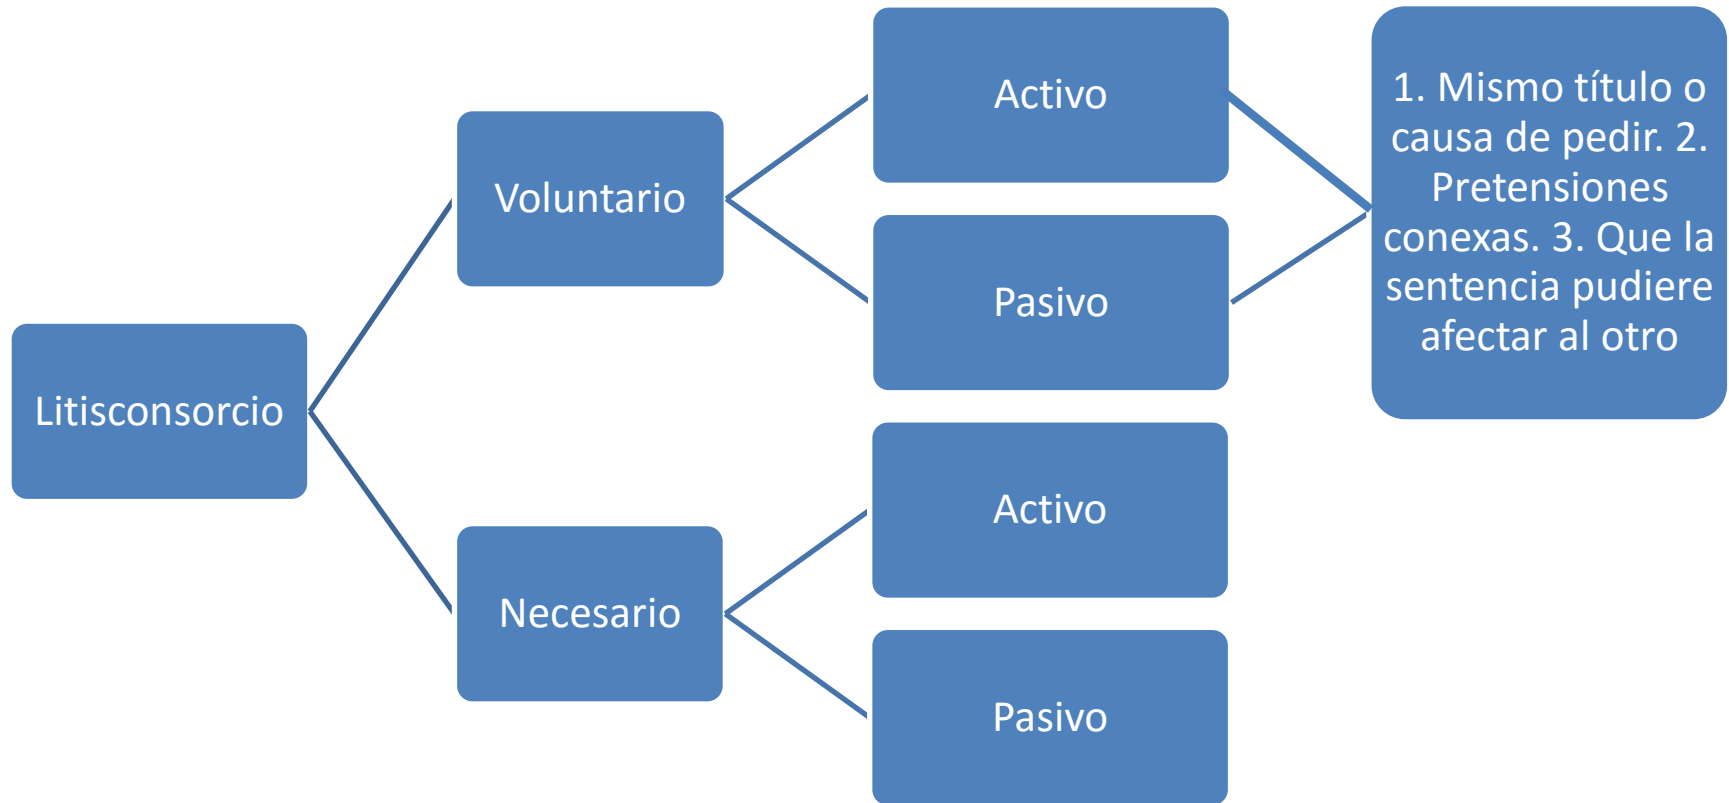 Litisconsorcio
Voluntario
Activo
Pasivo
1. Mismo título o
causa de pedir. 2.
Pretensiones
conexas. 3. Que la
sentencia pudiere
afectar al otro
Necesario
Activo
Pasivo